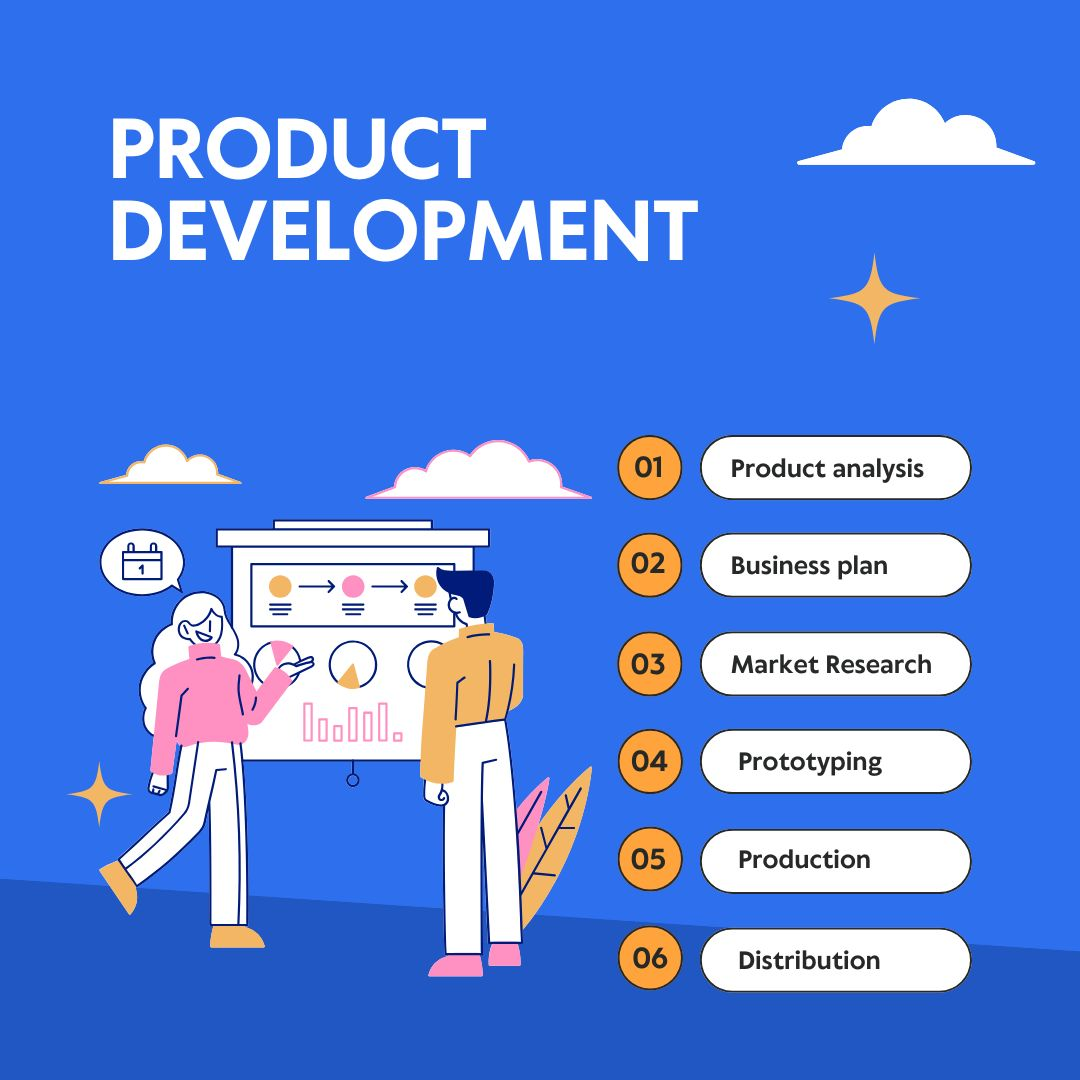 PRODUCT
DEVELOPMENT
01 Product analysis
02 Business plan
1
03 Market Research
04 Prototyping
05 Production
06 Distribution